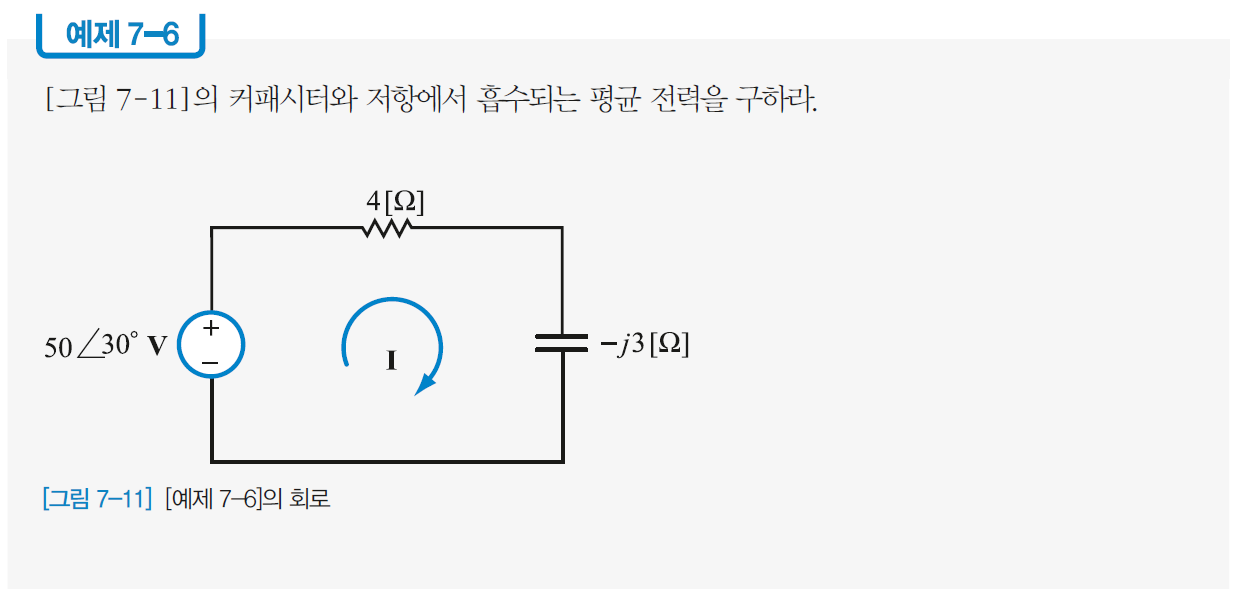 예제 7-6
[그림 7-11]의 커패시터와 저항에서 흡수되는 평균 전력을 구하라.
4[Ω]
50∠30° V
+
−
I
−j3[Ω]
[그림 7-11] [예제 7-6]의 회로